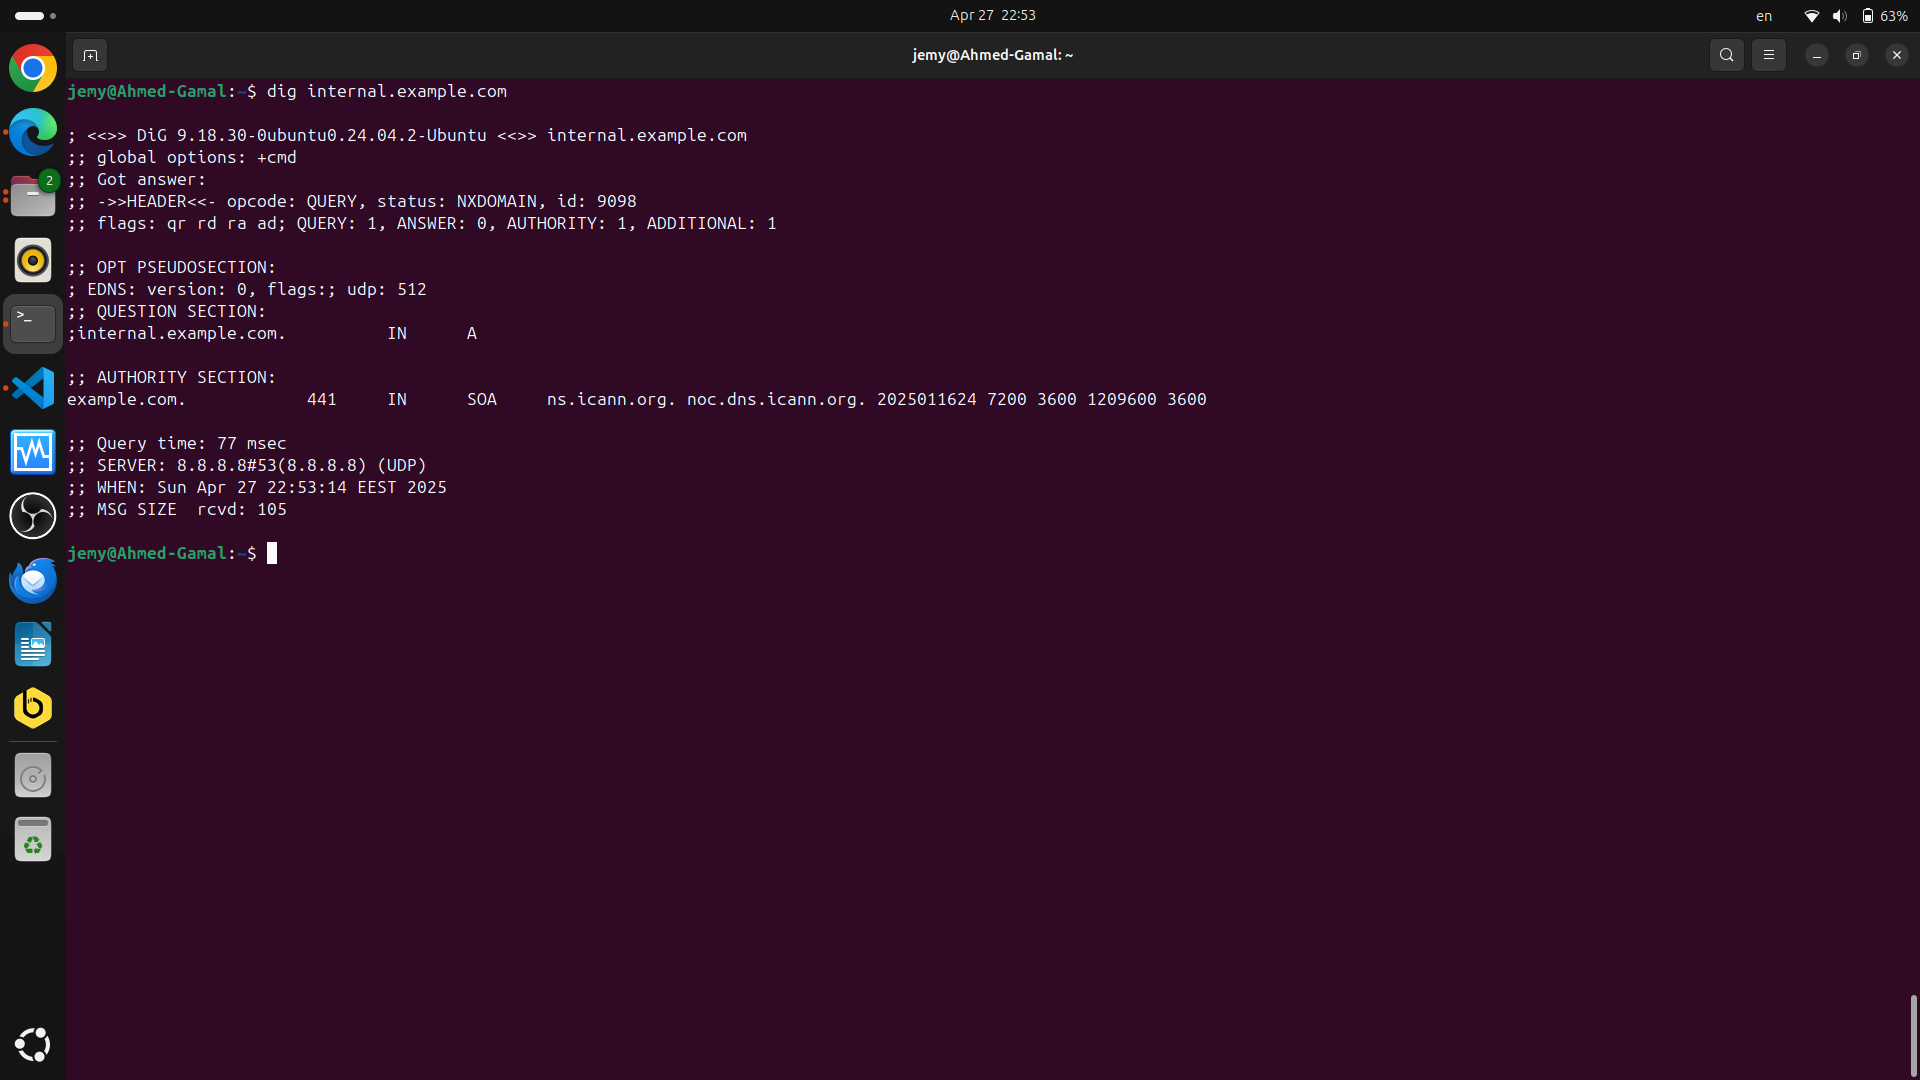 Apr 27 22:53
en
63%
jemy@Ahmed-Gamal: ~
2
jemy@Ahmed-Gamal:~$ dig internal.example.com
; <<>> DiG 9.18.30-0ubuntu0.24.04.2-Ubuntu <<>> internal.example.com
;; global options: +cmd
;; Got answer:
;; ->>HEADER<<- opcode: QUERY, status: NXDOMAIN, id: 9098
;; flags: qr rd ra ad; QUERY: 1, ANSWER: 0, AUTHORITY: 1, ADDITIONAL: 1
;; OPT PSEUDOSECTION:
; EDNS: version: 0, flags:; udp: 512
;; QUESTION SECTION:
;internal.example.com. IN A
;; AUTHORITY SECTION:
example.com. 441 IN SOA ns.icann.org. noc.dns.icann.org. 2025011624 7200 3600 1209600 3600
;; Query time: 77 msec
;; SERVER: 8.8.8.8#53(8.8.8.8) (UDP)
;; WHEN: Sun Apr 27 22:53:14 EEST 2025
;; MSG SIZE  rcvd: 105
jemy@Ahmed-Gamal:~$